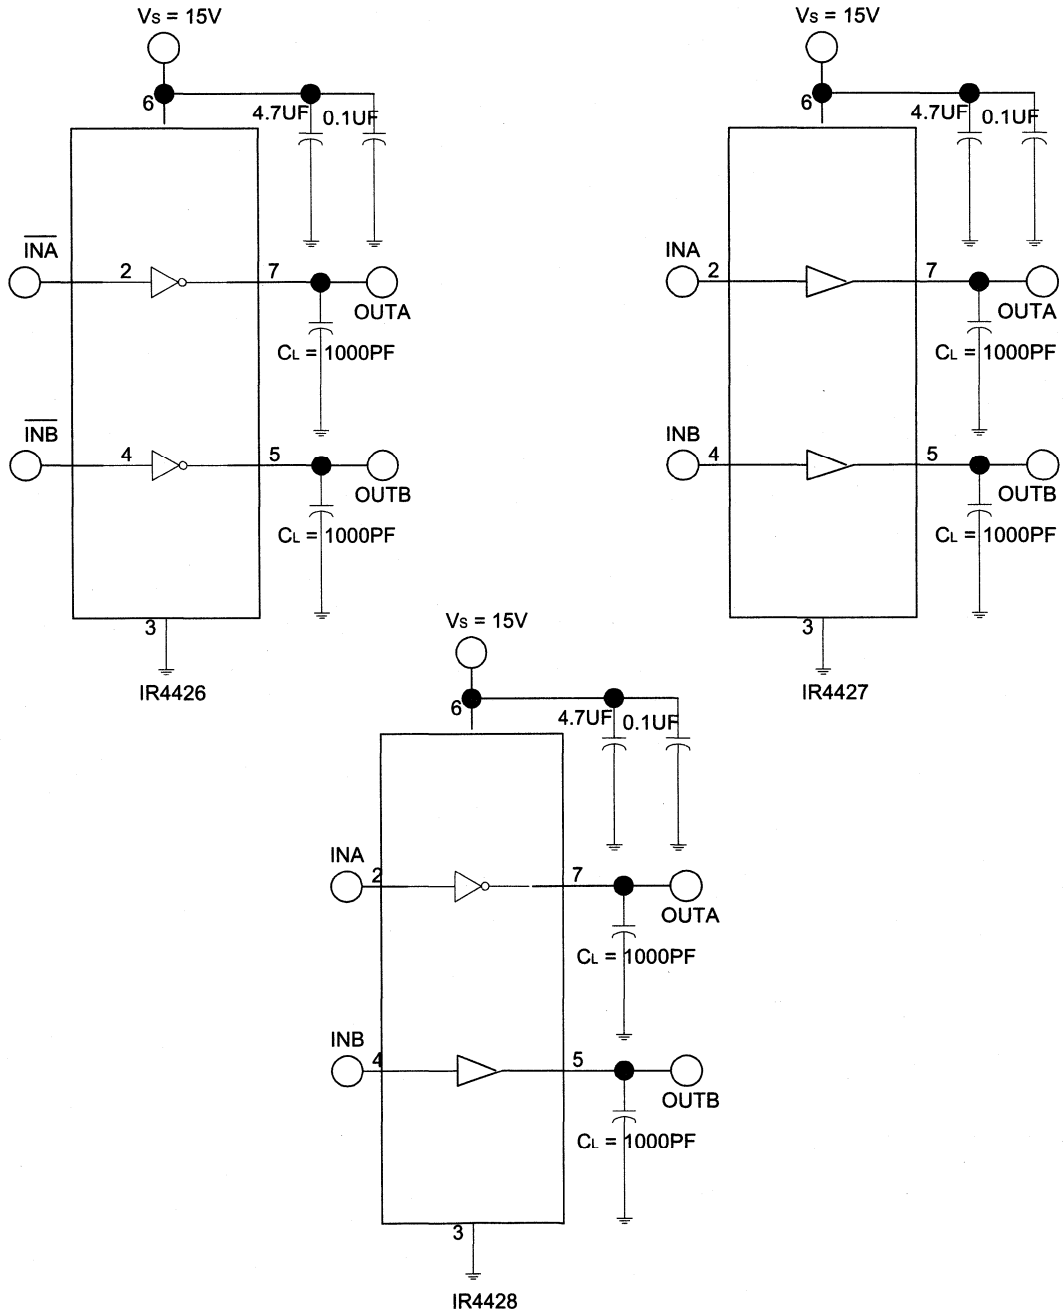 Vs = 15V
6
4.7UF
0.1UF
INA
2
7
OUTA
CL = 1000PF
INB
4
5
OUTB
CL = 1000PF
3
IR4426
Vs = 15V
6
4.7UF
0.1UF
INA
2
7
OUTA
CL = 1000PF
INB
4
5
OUTB
CL = 1000PF
3
IR4427
Vs = 15V
6
4.7UF
0.1UF
INA
2
7
OUTA
CL = 1000PF
INB
4
5
OUTB
CL = 1000PF
3
IR4428